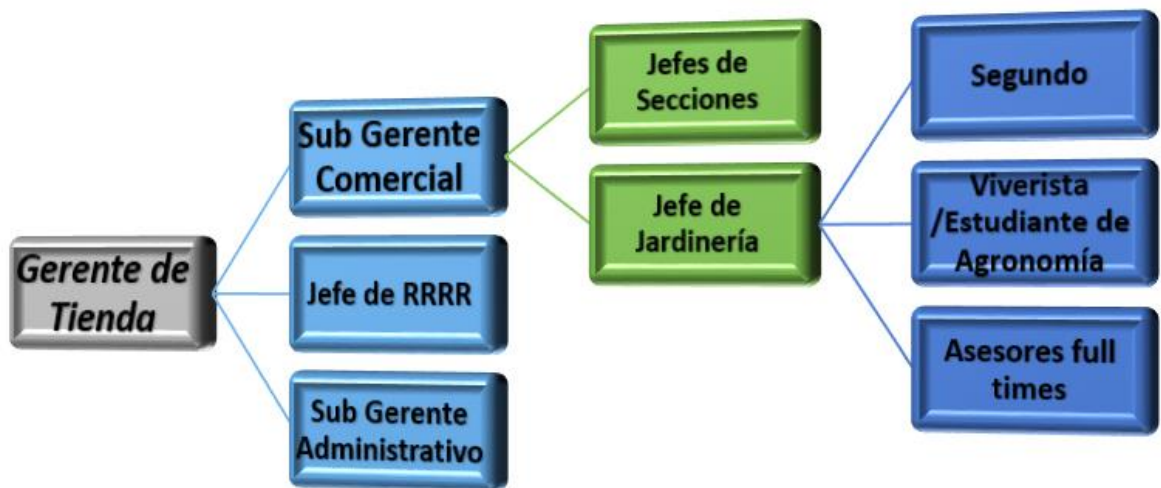 Gerente de
Tienda
Sub Gerente
Comercial
Jefe de RRRR
Sub Gerente
Administrativo
Jefes de
Secciones
Jefe de
Jardinería
Segundo
Viverista
/Estudiante de
Agronomía
Asesores full
times